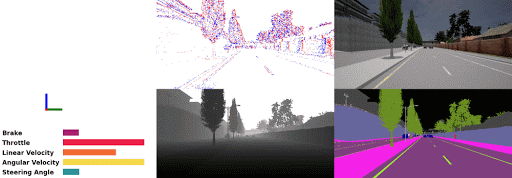 Brake
Throttle
Linear Velocity
Angular Velocity
Steering Angle